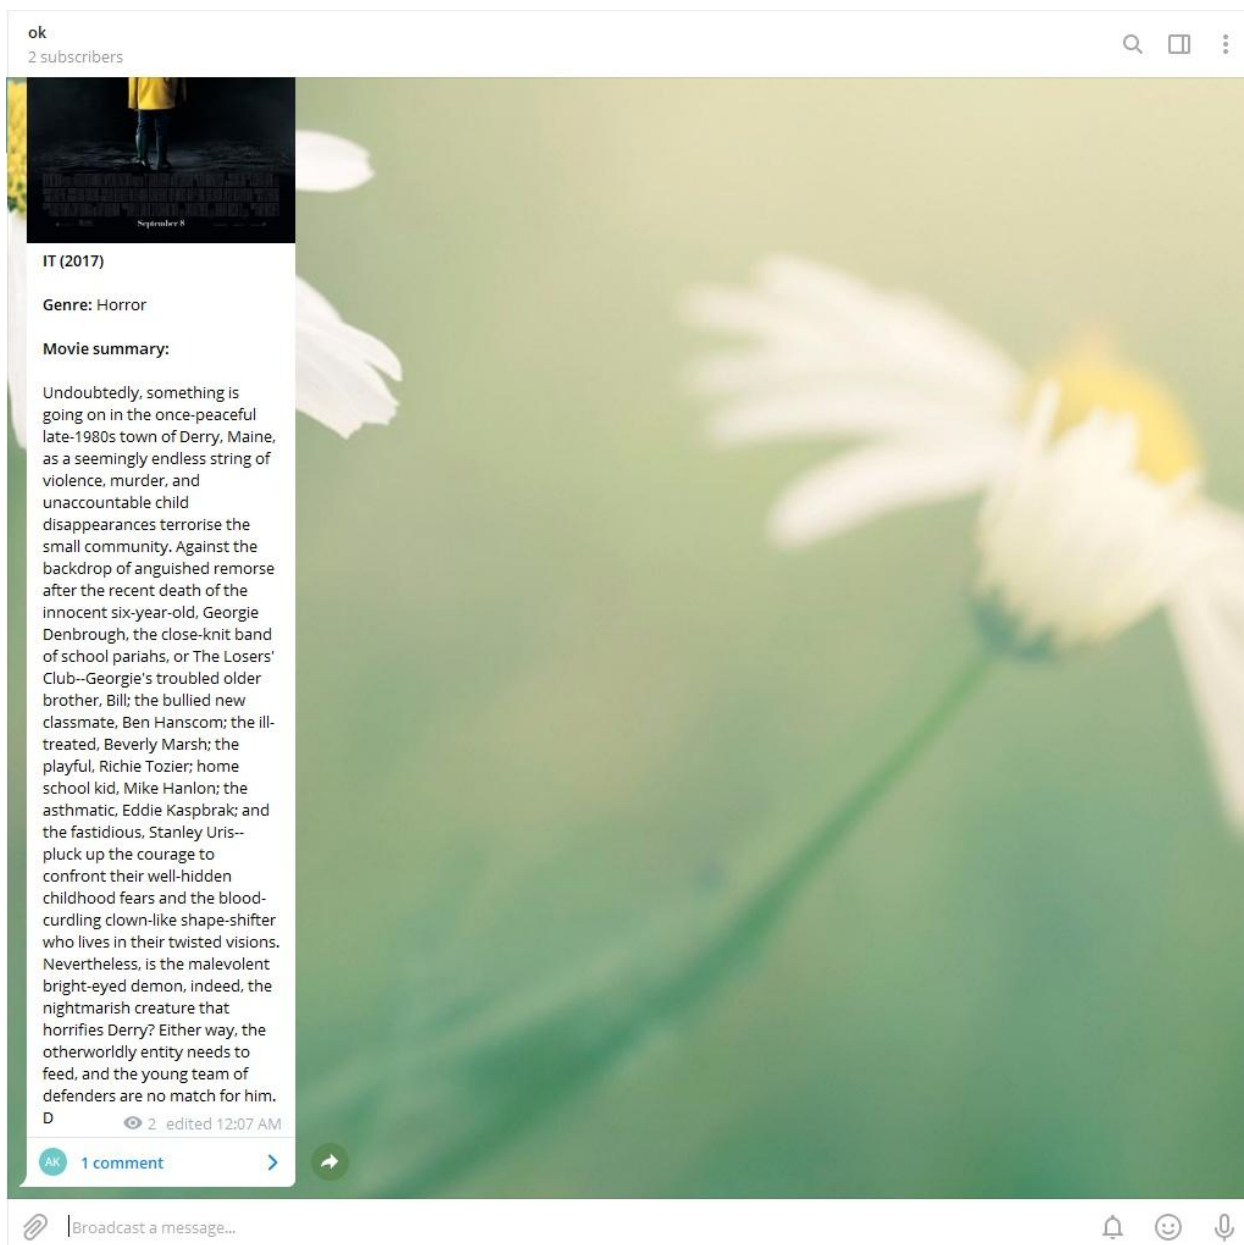 ok
2 subscribers
September 8
IT (2017)
Genre: Horror
Movie summary:
Undoubtedly, something is
going on in the once-peaceful
late-1980s town of Derry, Maine,
as a seemingly endless string of
violence, murder, and
unaccountable child
disappearances terrorise the
small community. Against the
backdrop of anguished remorse
after the recent death of the
innocent six-year-old, Georgie
Denbrough, the close-knit band
of school pariahs, or The Losers'
Club--Georgie's troubled older
brother, Bill; the bullied new
classmate, Ben Hanscom; the ill-
treated, Beverly Marsh; the
playful, Richie Tozier; home
school kid, Mike Hanlon; the
asthmatic, Eddie Kaspbrak; and
the fastidious, Stanley Uris--
pluck up the courage to
confront their well-hidden
childhood fears and the blood-
curdling clown-like shape-shifter
who lives in their twisted visions.
Nevertheless, is the malevolent
bright-eyed demon, indeed, the
nightmarish creature that
horrifies Derry? Either way, the
otherworldly entity needs to
feed, and the young team of
defenders are no match for him.
D
2 edited 12:07 AM
AK 1 comment
Broadcast a message...